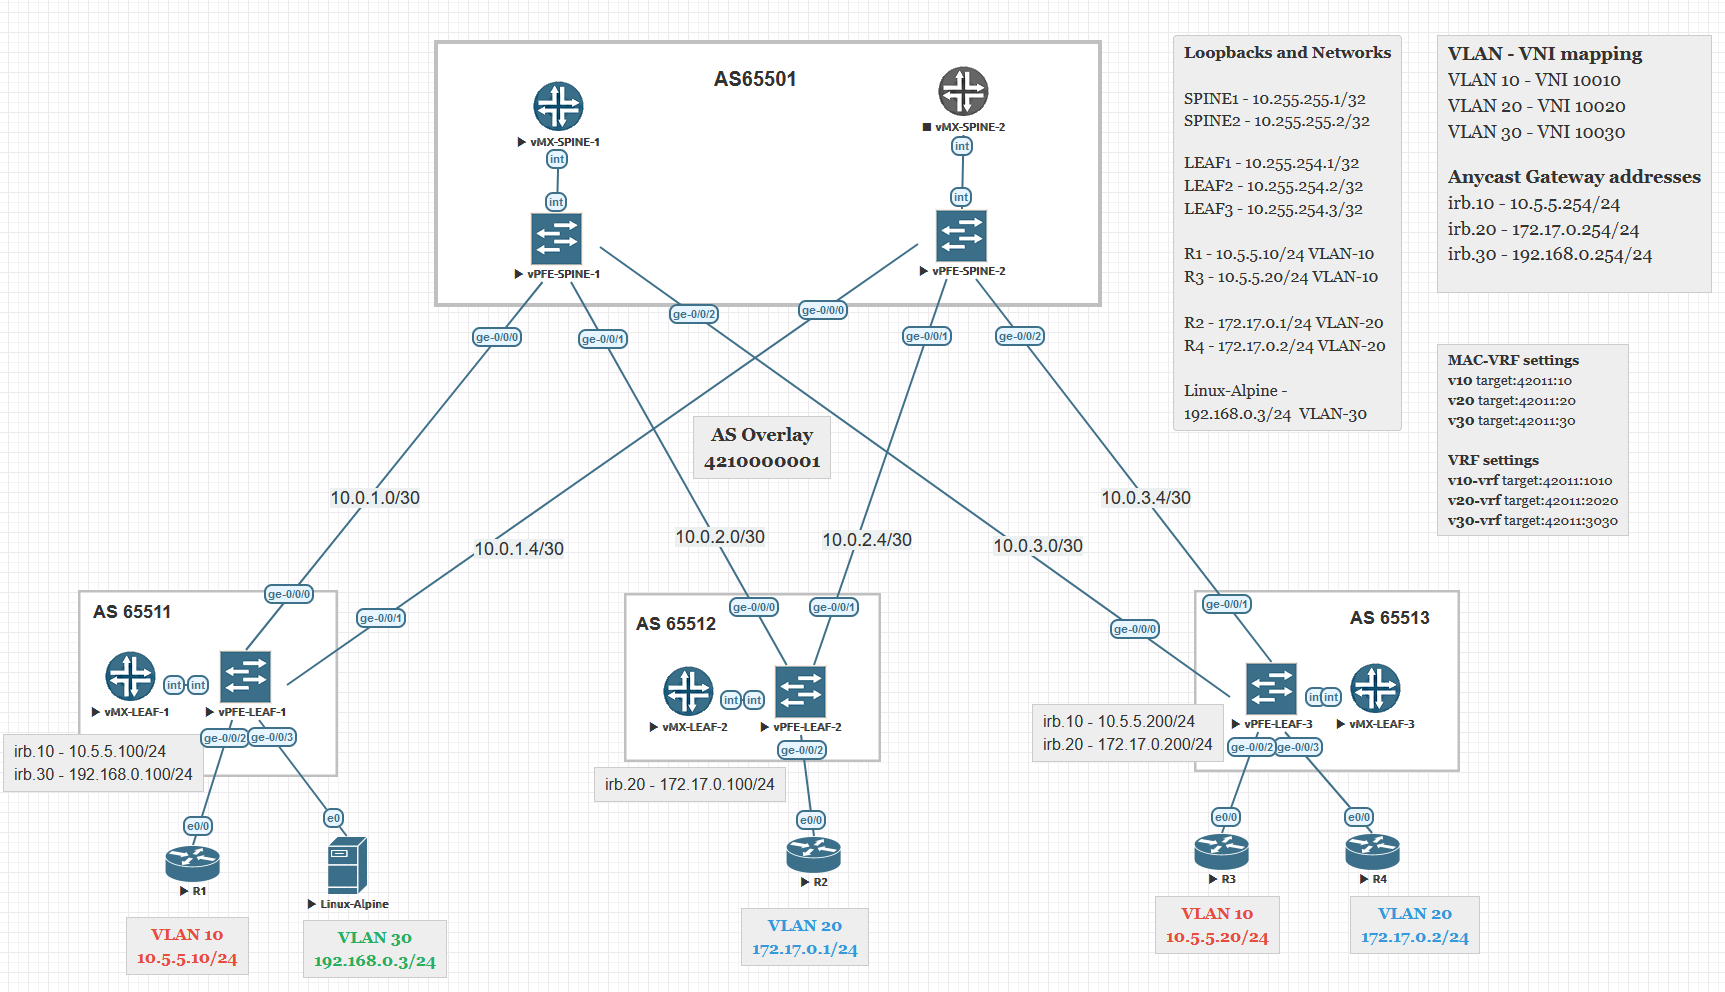 AS65501
vMX-SPINE-1
int
int
vPFE-SPINE-1
vMX-SPINE-2
int
int
vPFE-SPINE-2
ge-0/0/0
ge-0/0/1
ge-0/0/2
ge-0/0/0
ge-0/0/1
ge-0/0/2
Loopbacks and Networks
SPINE1 - 10.255.255.1/32
SPINE2 - 10.255.255.2/32
LEAF1 - 10.255.254.1/32
LEAF2 - 10.255.254.2/32
LEAF3 - 10.255.254.3/32
R1 - 10.5.5.10/24 VLAN-10
R3 - 10.5.5.20/24 VLAN-10
R2 - 172.17.0.1/24 VLAN-20
R4 - 172.17.0.2/24 VLAN-20
Linux-Alpine -
192.168.0.3/24 VLAN-30
VLAN - VNI mapping
VLAN 10 - VNI 10010
VLAN 20 - VNI 10020
VLAN 30 - VNI 10030
Anycast Gateway addresses
irb.10 - 10.5.5.254/24
irb.20 - 172.17.0.254/24
irb.30 - 192.168.0.254/24
MAC-VRF settings
v10 target:42011:10
v20 target:42011:20
v30 target:42011:30
VRF settings
v10-vrf target:42011:1010
v20-vrf target:42011:2020
v30-vrf target:42011:3030
AS Overlay
4210000001
10.0.1.0/30
10.0.1.4/30
10.0.2.0/30
10.0.2.4/30
10.0.3.0/30
10.0.3.4/30
AS 65511
ge-0/0/0
ge-0/0/1
vMX-LEAF-1
int
int
vPFE-LEAF-1
ge-0/0/2
ge-0/0/3
irb.10 - 10.5.5.100/24
irb.30 - 192.168.0.100/24
e0/0
R1
e0
Linux-Alpine
VLAN 10
10.5.5.10/24
VLAN 30
192.168.0.3/24
AS 65512
ge-0/0/0
ge-0/0/1
vMX-LEAF-2
int
int
vPFE-LEAF-2
ge-0/0/2
irb.20 - 172.17.0.100/24
e0/0
R2
VLAN 20
172.17.0.1/24
AS 65513
ge-0/0/0
ge-0/0/1
vPFE-LEAF-3
int
int
vMX-LEAF-3
irb.10 - 10.5.5.200/24
irb.20 - 172.17.0.200/24
ge-0/0/2
ge-0/0/3
e0/0
R3
e0/0
R4
VLAN 10
10.5.5.20/24
VLAN 20
172.17.0.2/24